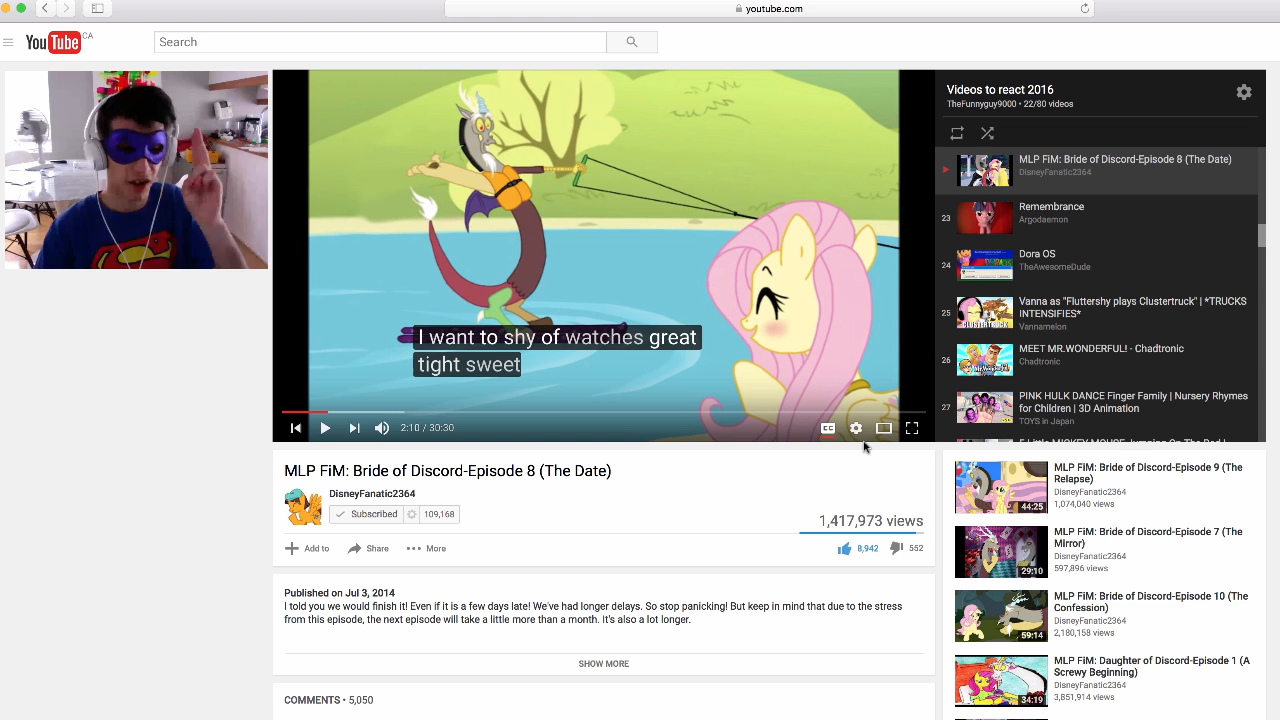 youtube.com
YouTube CA
Search
Videos to react 2016
TheFunnyguy9000 • 22/80 videos
MLP FiM: Bride of Discord-Episode 8 (The Date)
DisneyFanatic2364
23
Remembrance
Argodaemon
24
Dora OS
TheAwesomeDude
25
Vanna as "Fluttershy plays Clustertruck" | *TRUCKS
INTENSIFIES*
Vannamelon
CLUSTERTRUCK
26
MEET MR.WONDERFUL! - Chadtronic
Chadtronic
27
PINK HULK DANCE Finger Family | Nursery Rhymes
for Children | 3D Animation
TOYS in Japan
I want to shy of watches great
tight sweet
2:10 / 30:30
CC
MLP FiM: Bride of Discord-Episode 8 (The Date)
DisneyFanatic2364
Subscribed
109,168
1,417,973 views
Add to
Share
More
8,942
552
Published on Jul 3, 2014
I told you we would finish it! Even if it is a few days late! We've had longer delays. So stop panicking! But keep in mind that due to the stress
from this episode, the next episode will take a little more than a month. It's also a lot longer.
SHOW MORE
COMMENTS • 5,050
MLP FiM: Bride of Discord-Episode 9 (The
Relapse)
DisneyFanatic2364
1,074,040 views
44:25
MLP FiM: Bride of Discord-Episode 7 (The
Mirror)
DisneyFanatic2364
597,896 views
29:10
MLP FiM: Bride of Discord-Episode 10 (The
Confession)
DisneyFanatic2364
2,180,158 views
59:14
MLP FiM: Daughter of Discord-Episode 1 (A
Screwy Beginning)
DisneyFanatic2364
3,851,914 views
34:19